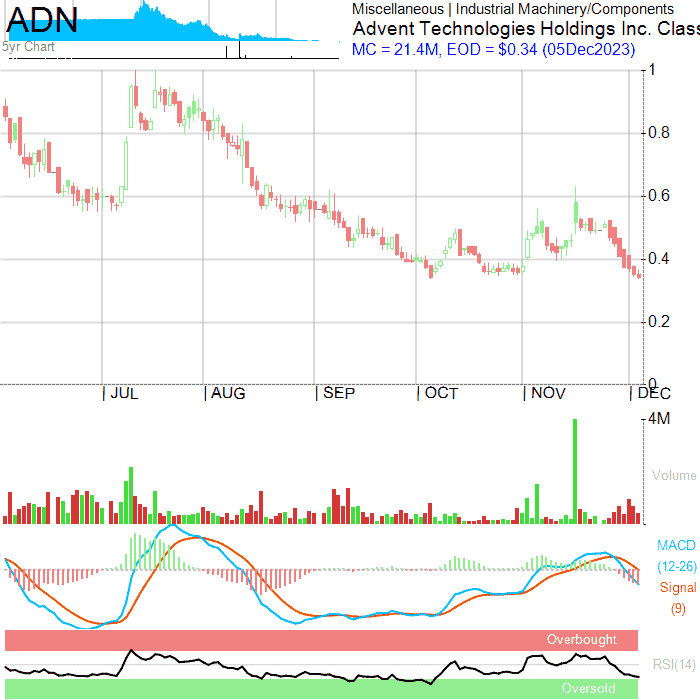 ADN
5yr Chart
Miscellaneous | Industrial Machinery/Components
Advent Technologies Holdings Inc. Clas
MC = 21.4M, EOD = $0.34 (05Dec2023)
1
0.8
0.6
0.4
0.2
0
JUL
AUG
SEP
OCT
NOV
DEC
4M
Volume
MACD
(12-26)
Signal
(9)
Overbought
RSI(14)
Oversold